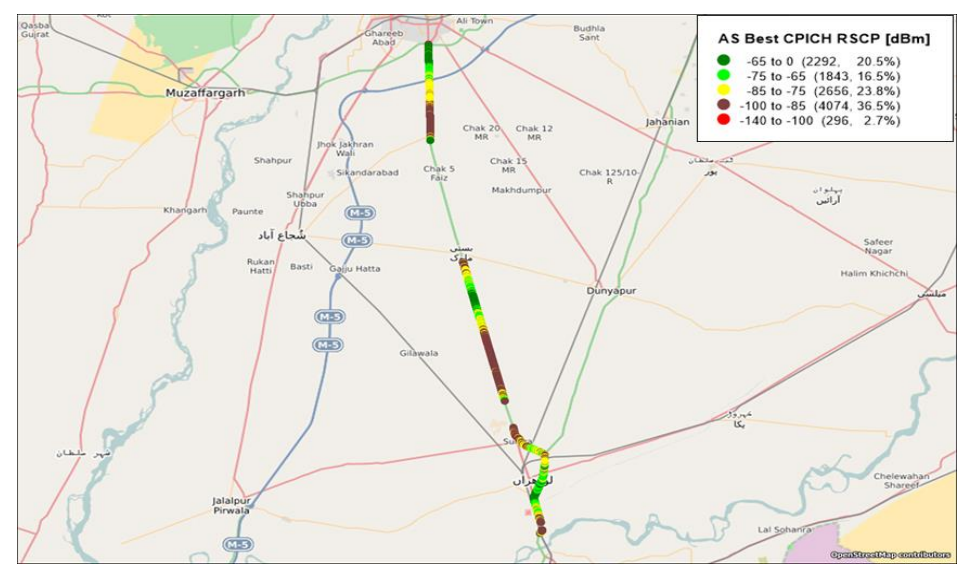 AS Best CPICH RSCP [dBm]
-65 to 0 (2292, 20.5%)
-75 to -65 (1843, 16.5%)
-85 to -75 (2656, 23.8%)
-100 to -85 (4074, 36.5%)
-140 to -100 (296, 2.7%)
Qasba
Gujrat
Ghareeb
Abad
Ali Town
Budhla
Sant
Muzaffargarh
Chak 20
MR
Chak 12
MR
Jahanian
Jhok Jakhran
Wali
Shahpur
Sikandarabad
Chak 5
Faiz
Chak 15
MR
Makhdumpur
Chak 125/10-
R
Shahpur
Ubba
Khangarh
Paunte
M-5
شجاع آباد
M-5
بستی
ملوک
آرائیں
Safeer
Nagar
Rukan
Hatti
Basti
Gajju Hatta
Halim Khichchi
Dunyapur
میلسی
M-5
M-5
Gilawala
Jalalpur
Pirwala
Chelewahan
Shareef
Lal Sohanra
M-5
OpenStreetMap contributors